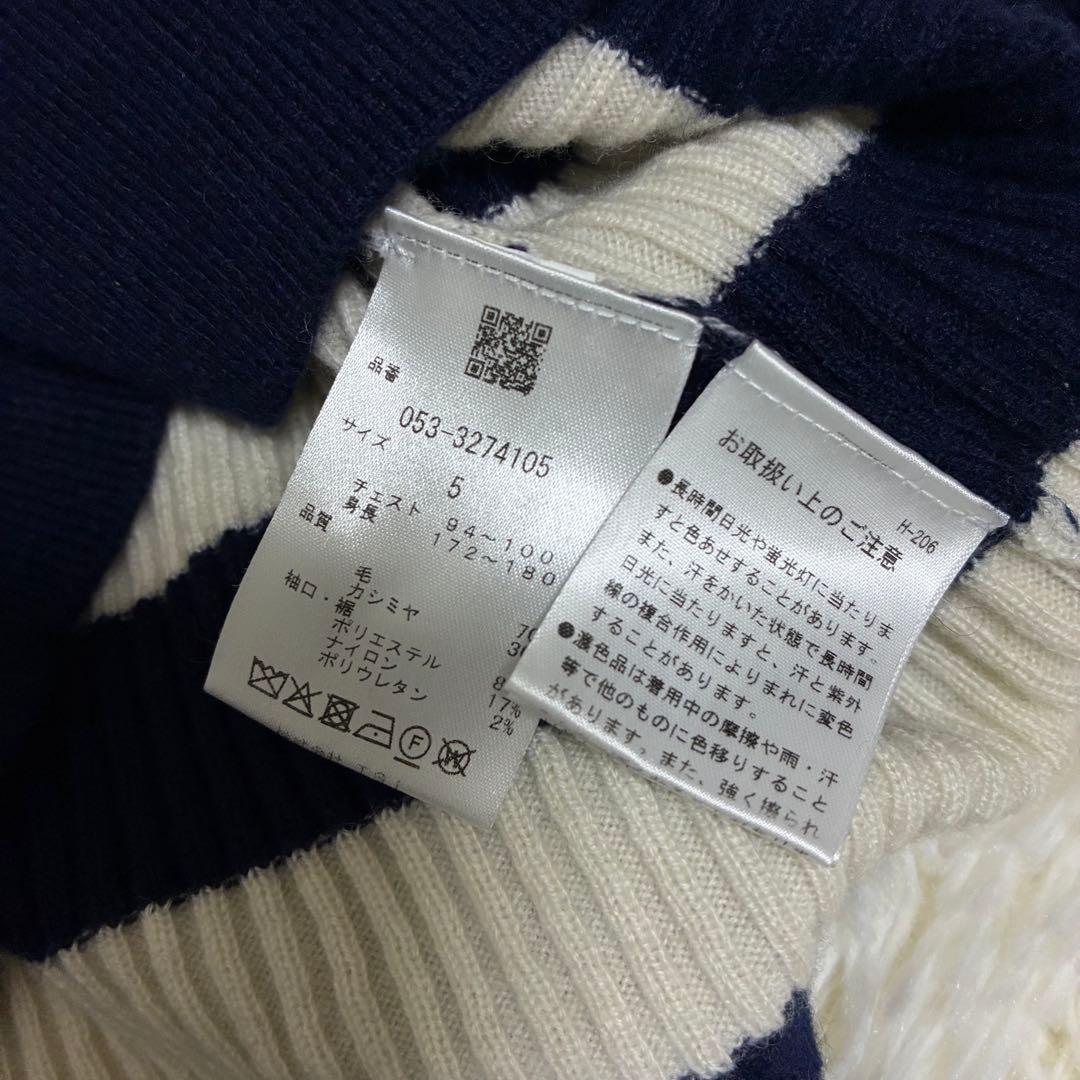 品番
053-3274105
サイズ
5
チェスト 94～100
身長 172～180
品質
毛
カシミヤ
袖口・裾
ポリエステル
ナイロン 17%
ポリウレタン 2%
F
W
お取扱い上のご注意 H-206
●長時間日光や蛍光灯に当たりま
すと色あせすることがあります。
また、汗をかいた状態で長時間
日光に当たりますと、汗と紫外
線の複合作用によりまれに変色
することがあります。
●濃色品は着用中の摩擦や雨・汗
等で他のものに色移りすること
があります。また、強く擦られ